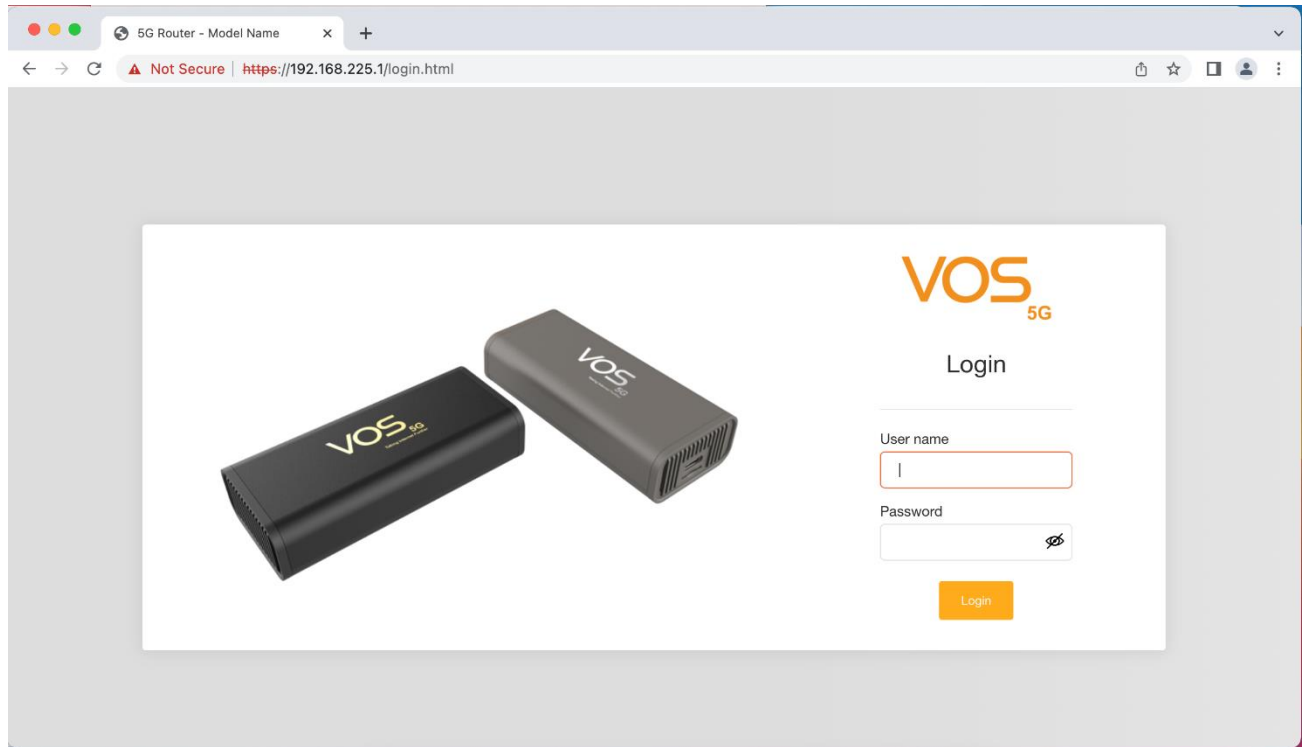 5G Router - Model Name
Not Secure | https://192.168.225.1/login.html
VOS
5G
Login
User name
Password
Login
VOS 5G
VOS 5G